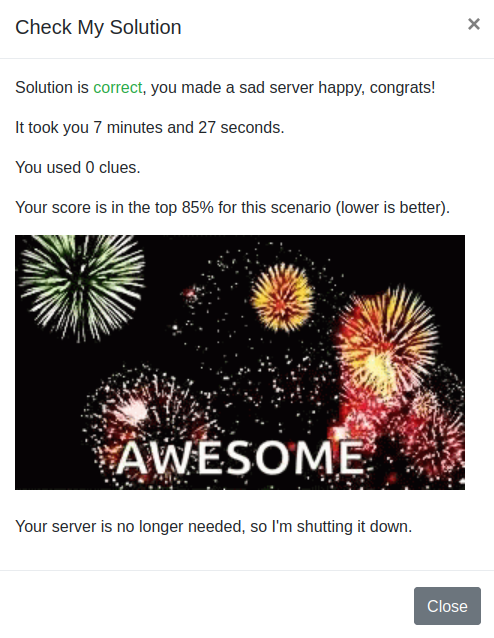 Check My Solution
×
Solution is correct, you made a sad server happy, congrats!
It took you 7 minutes and 27 seconds.
You used 0 clues.
Your score is in the top 85% for this scenario (lower is better).
AWESOME
Your server is no longer needed, so I'm shutting it down.
Close